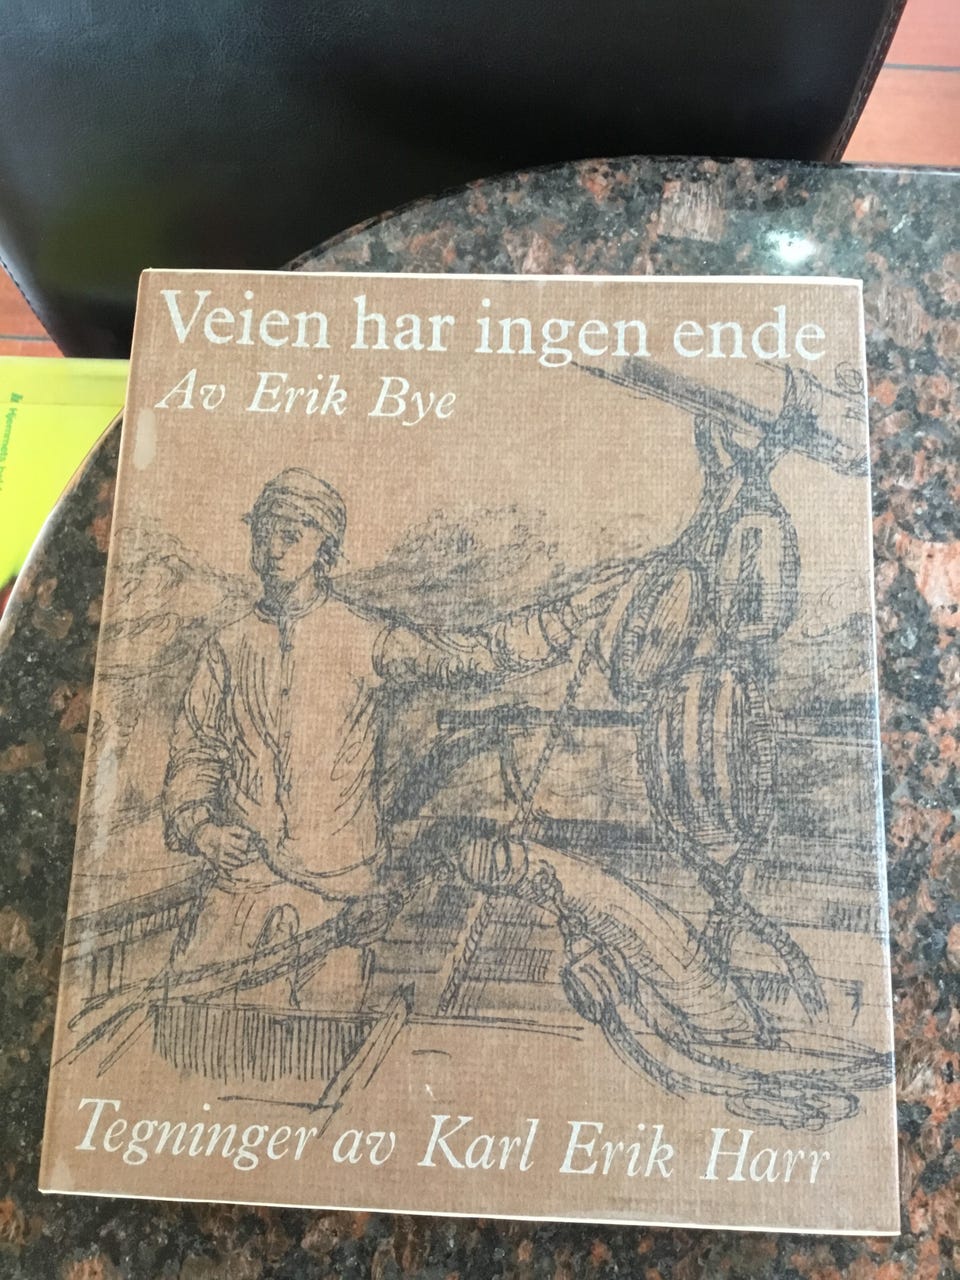 Veien har ingen ende
Av Erik Bye
Tegninger av Karl Erik Harr